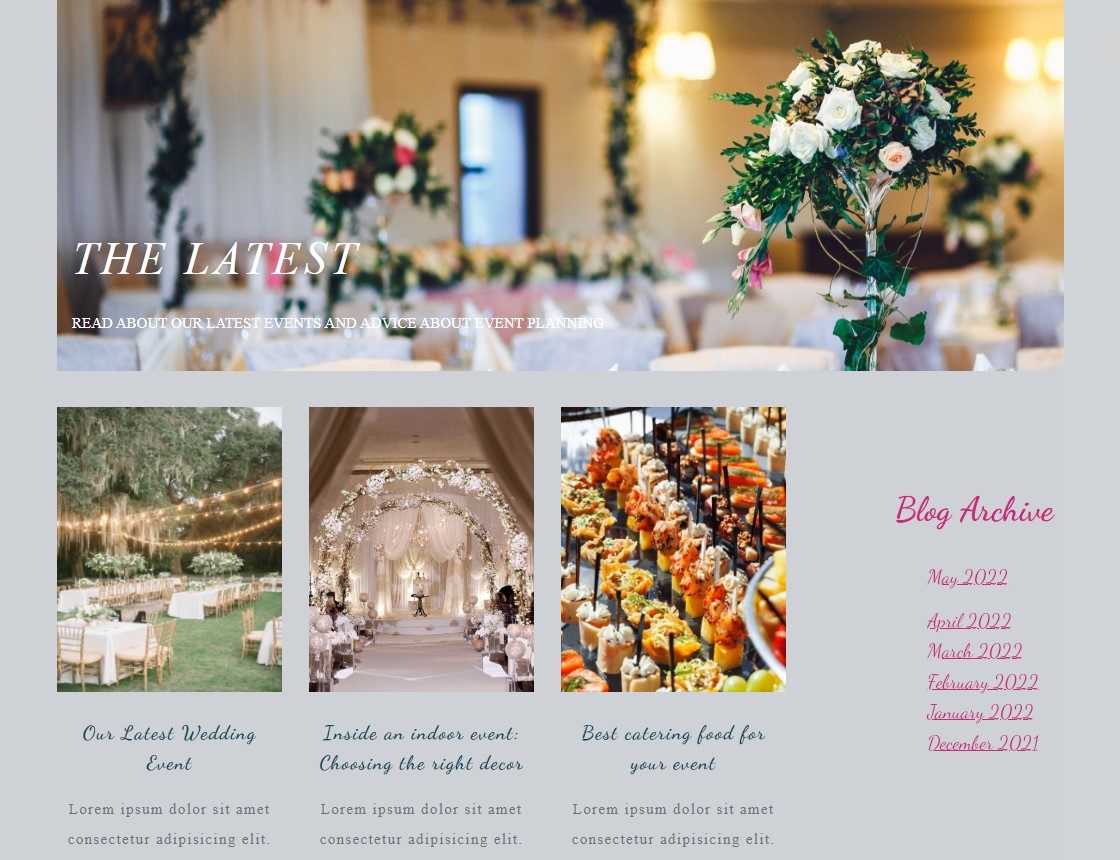 THE LATEST
READ ABOUT OUR LATEST EVENTS AND ADVICE ABOUT EVENT PLANNING
Our Latest Wedding
Event
Lorem ipsum dolor sit amet
consectetur adipisicing elit.
Inside an indoor event:
Choosing the right decor
Lorem ipsum dolor sit amet
consectetur adipisicing elit.
Best catering food for
your event
Lorem ipsum dolor sit amet
consectetur adipisicing elit.
Blog Archive
May 2022
April 2022
March 2022
February 2022
January 2022
December 2021